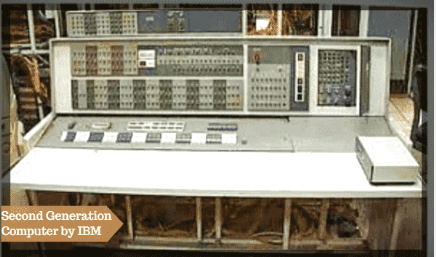 Second Generation
Computer by IBM